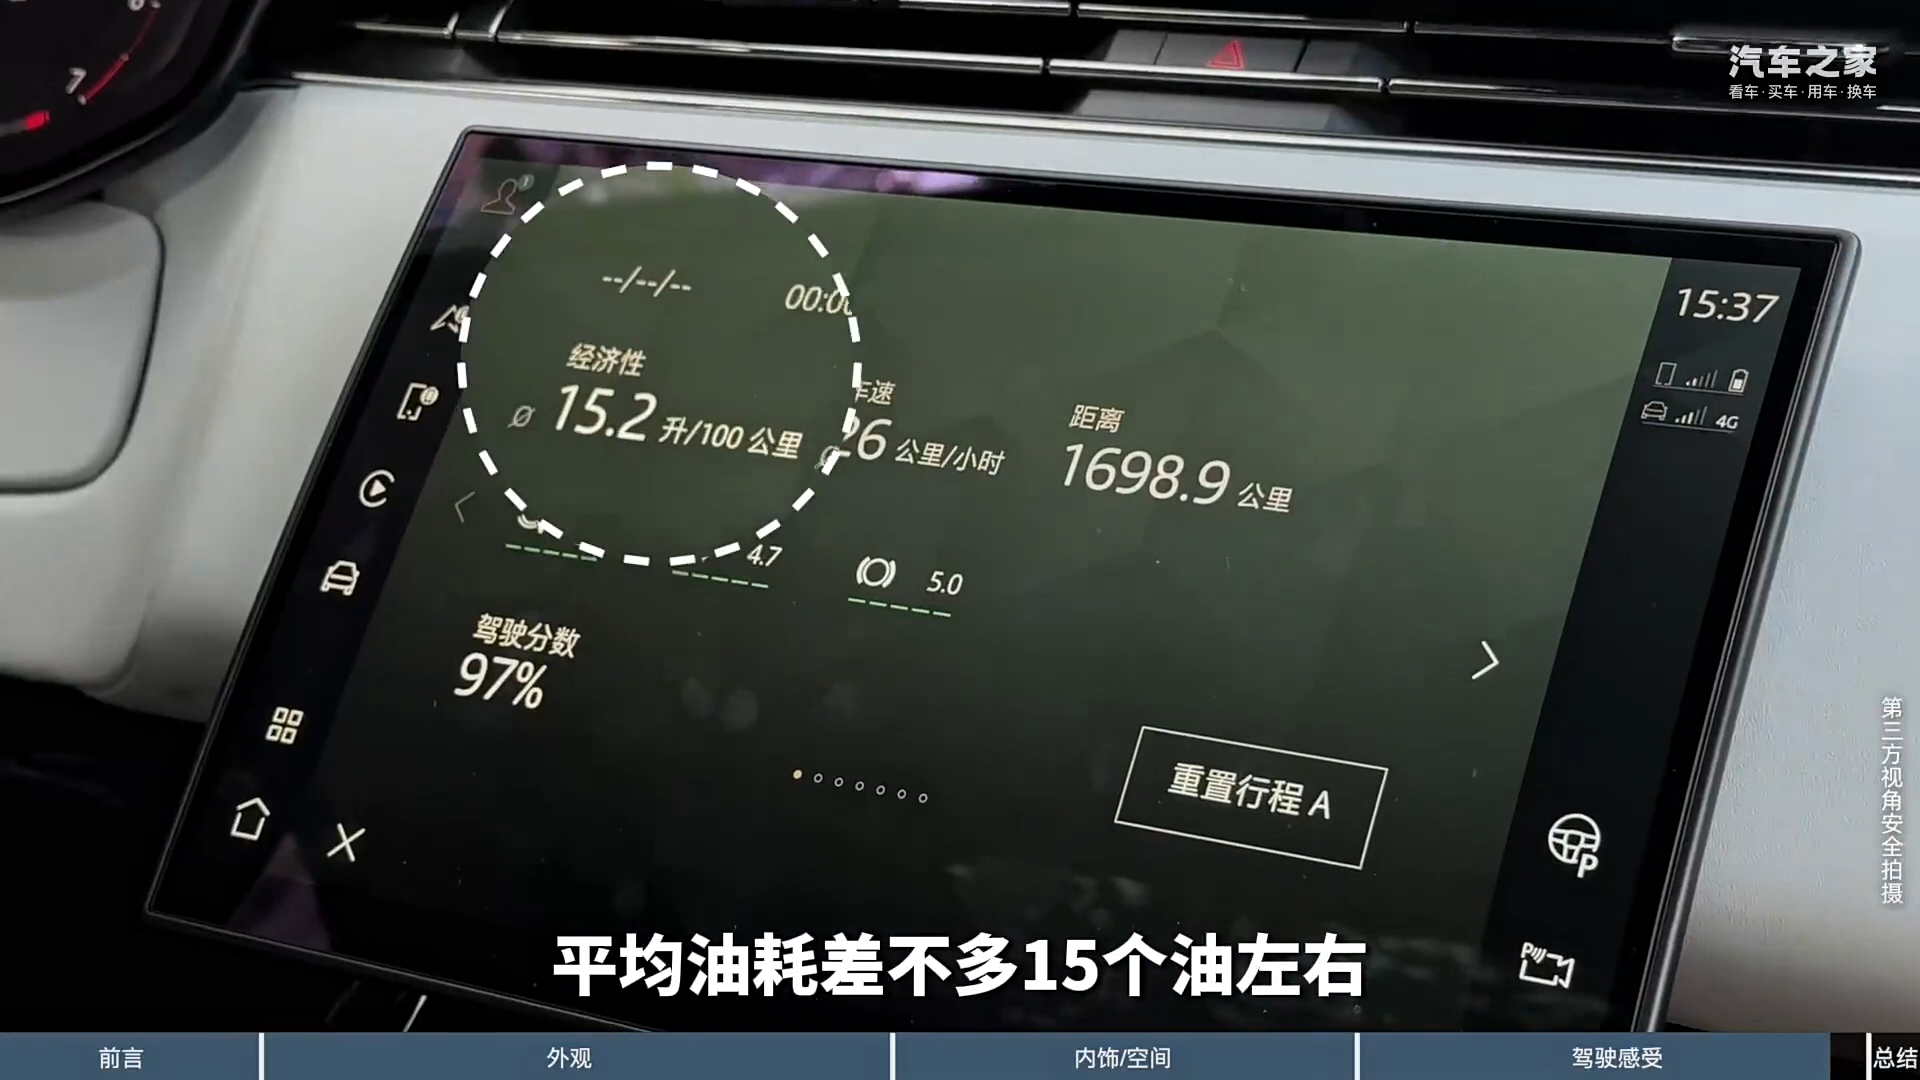 汽车之家
看车·买车·用车·换车
7
15:37
--/--/--
00:00
经济性
Ø 15.2 升/100 公里
车速
26 公里/小时
距离
1698.9 公里
4G
4.7
5.0
驾驶分数
97%
重置行程 A
第三方视角安全拍摄
平均油耗差不多15个油左右
前言
外观
内饰/空间
驾驶感受
总结